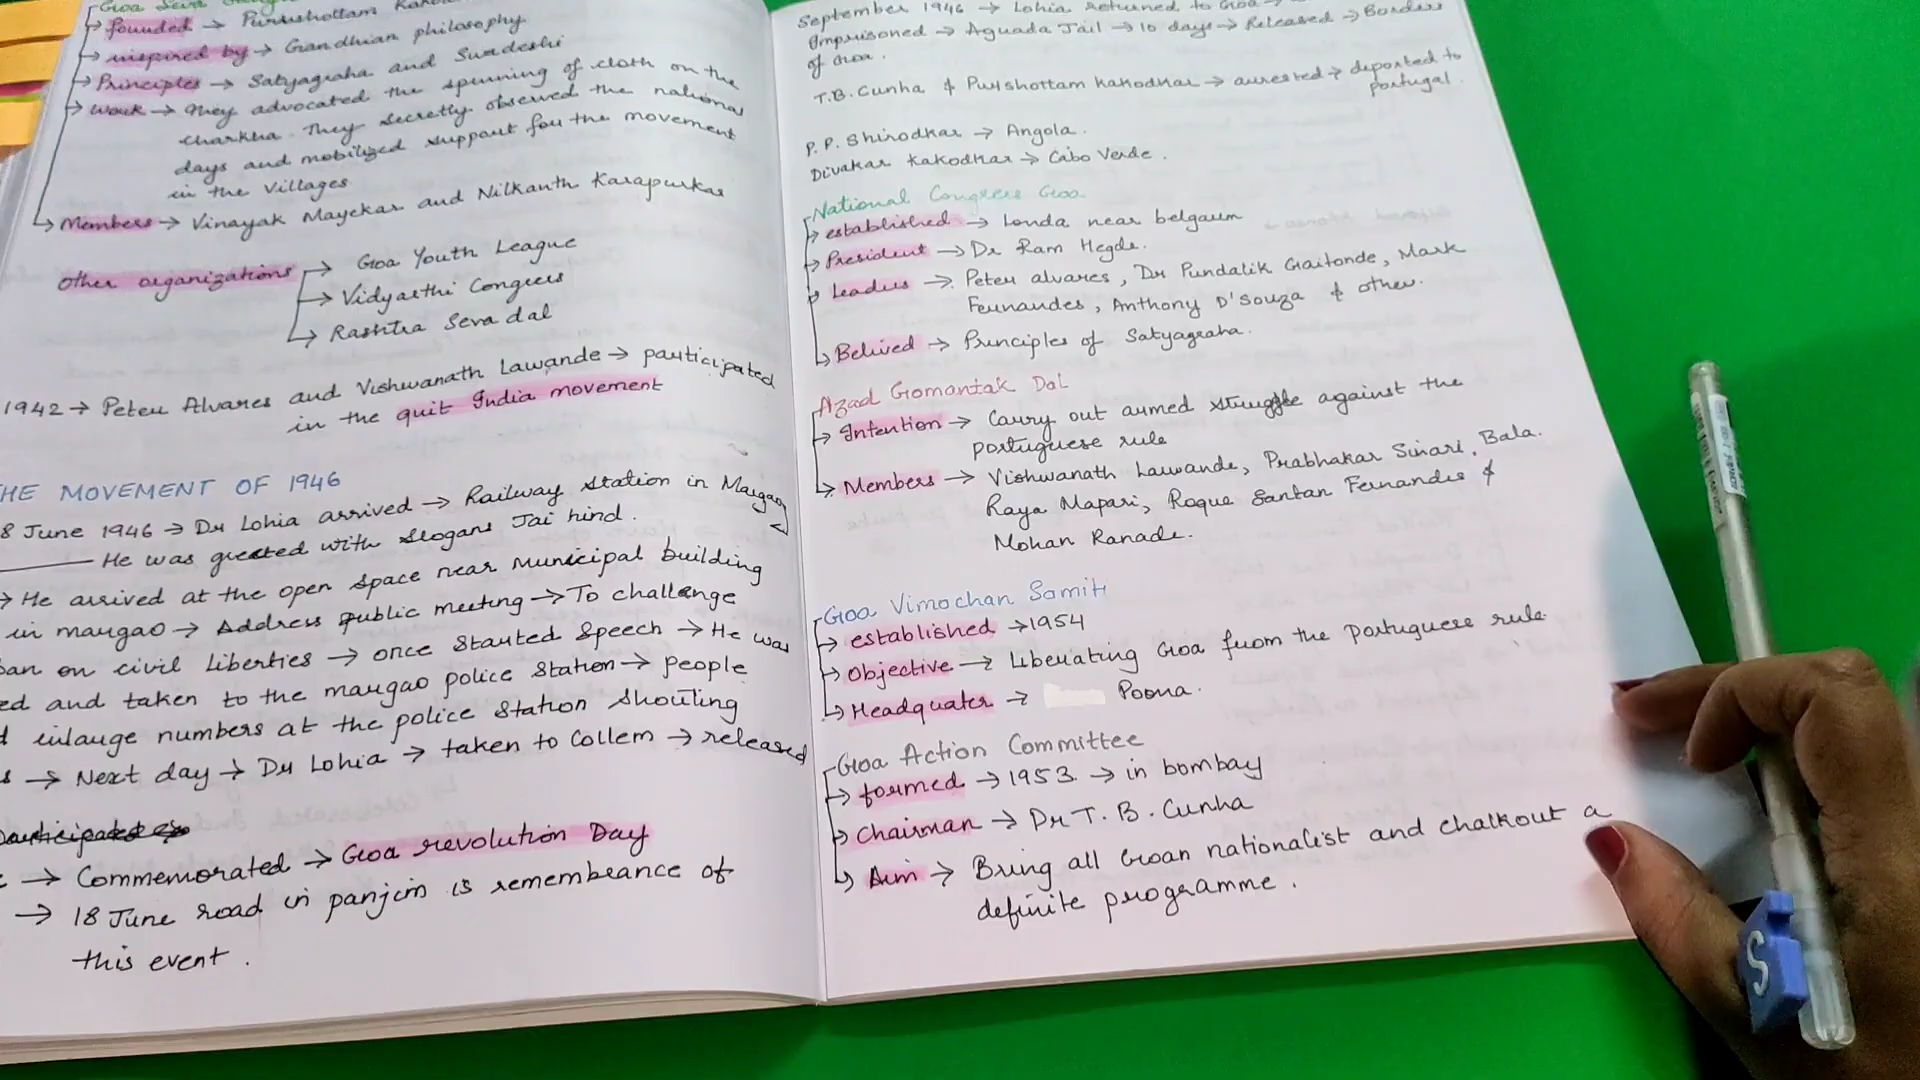 Goa Seva Sangh
founded → Purushottam Kakod
inspired by → Gandhian philosophy
Principles → Satyagraha and Swadeshi
Work → They advocated the spinning of cloth on the
charkha. They secretly observed the national
days and mobilized support for the movement
in the villages
Members → Vinayak Mayekar and Nilkanth Karapurkar
Other organizations → Goa Youth League
→ Vidyarthi Congress
→ Rashtra Seva dal
1942 → Peter Alvares and Vishwanath Lawande → participated
in the quit India movement
HE MOVEMENT OF 1946
8 June 1946 → Dr Lohia arrived → Railway station in Margao
He was greeted with slogans Jai hind.
→ He arrived at the open space near Municipal building
in margao → Address public meeting → To challenge
ban on civil liberties → once started speech → He was
ed and taken to the margao police station → people
d inlarge numbers at the police station shouting
s → Next day → Dr Lohia → taken to Collem → released
→ Commemorated → Goa revolution Day
→ 18 June road in panjim is remembrance of
this event.
September 1946 → Lohia returned to Goa →
Imprisoned → Aguada Jail → 10 days → Released → Borders
of Goa.
T.B. Cunha & Purshottam Kakodkar → arrested → deported to
portugal.
P. P. Shirodkar → Angola.
Divakar Kakodkar → Cabo Verde.
National Congress Goa
established → Londa near belgaum
President → Dr Ram Hegde.
Leaders → Peter alvares, Dr Pundalik Gaitonde, Mark
Fernandes, Anthony D'Souza & other.
Belived → Principles of Satyagraha.
Azad Gomantak Dal
Intention → Carry out armed struggle against the
portuguese rule
Members → Vishwanath Lawande, Prabhakar Sinari, Bala
Raya Mapari, Roque Santan Fernandes &
Mohan Ranade.
Goa Vimochan Samiti
established → 1954
Objective → Liberating Goa from the Portuguese rule
Headquater → Poona.
Goa Action Committee
formed → 1953 → in bombay
Chairman → Dr T. B. Cunha
Aim → Bring all Goan nationalist and chalkout a
definite programme.
S